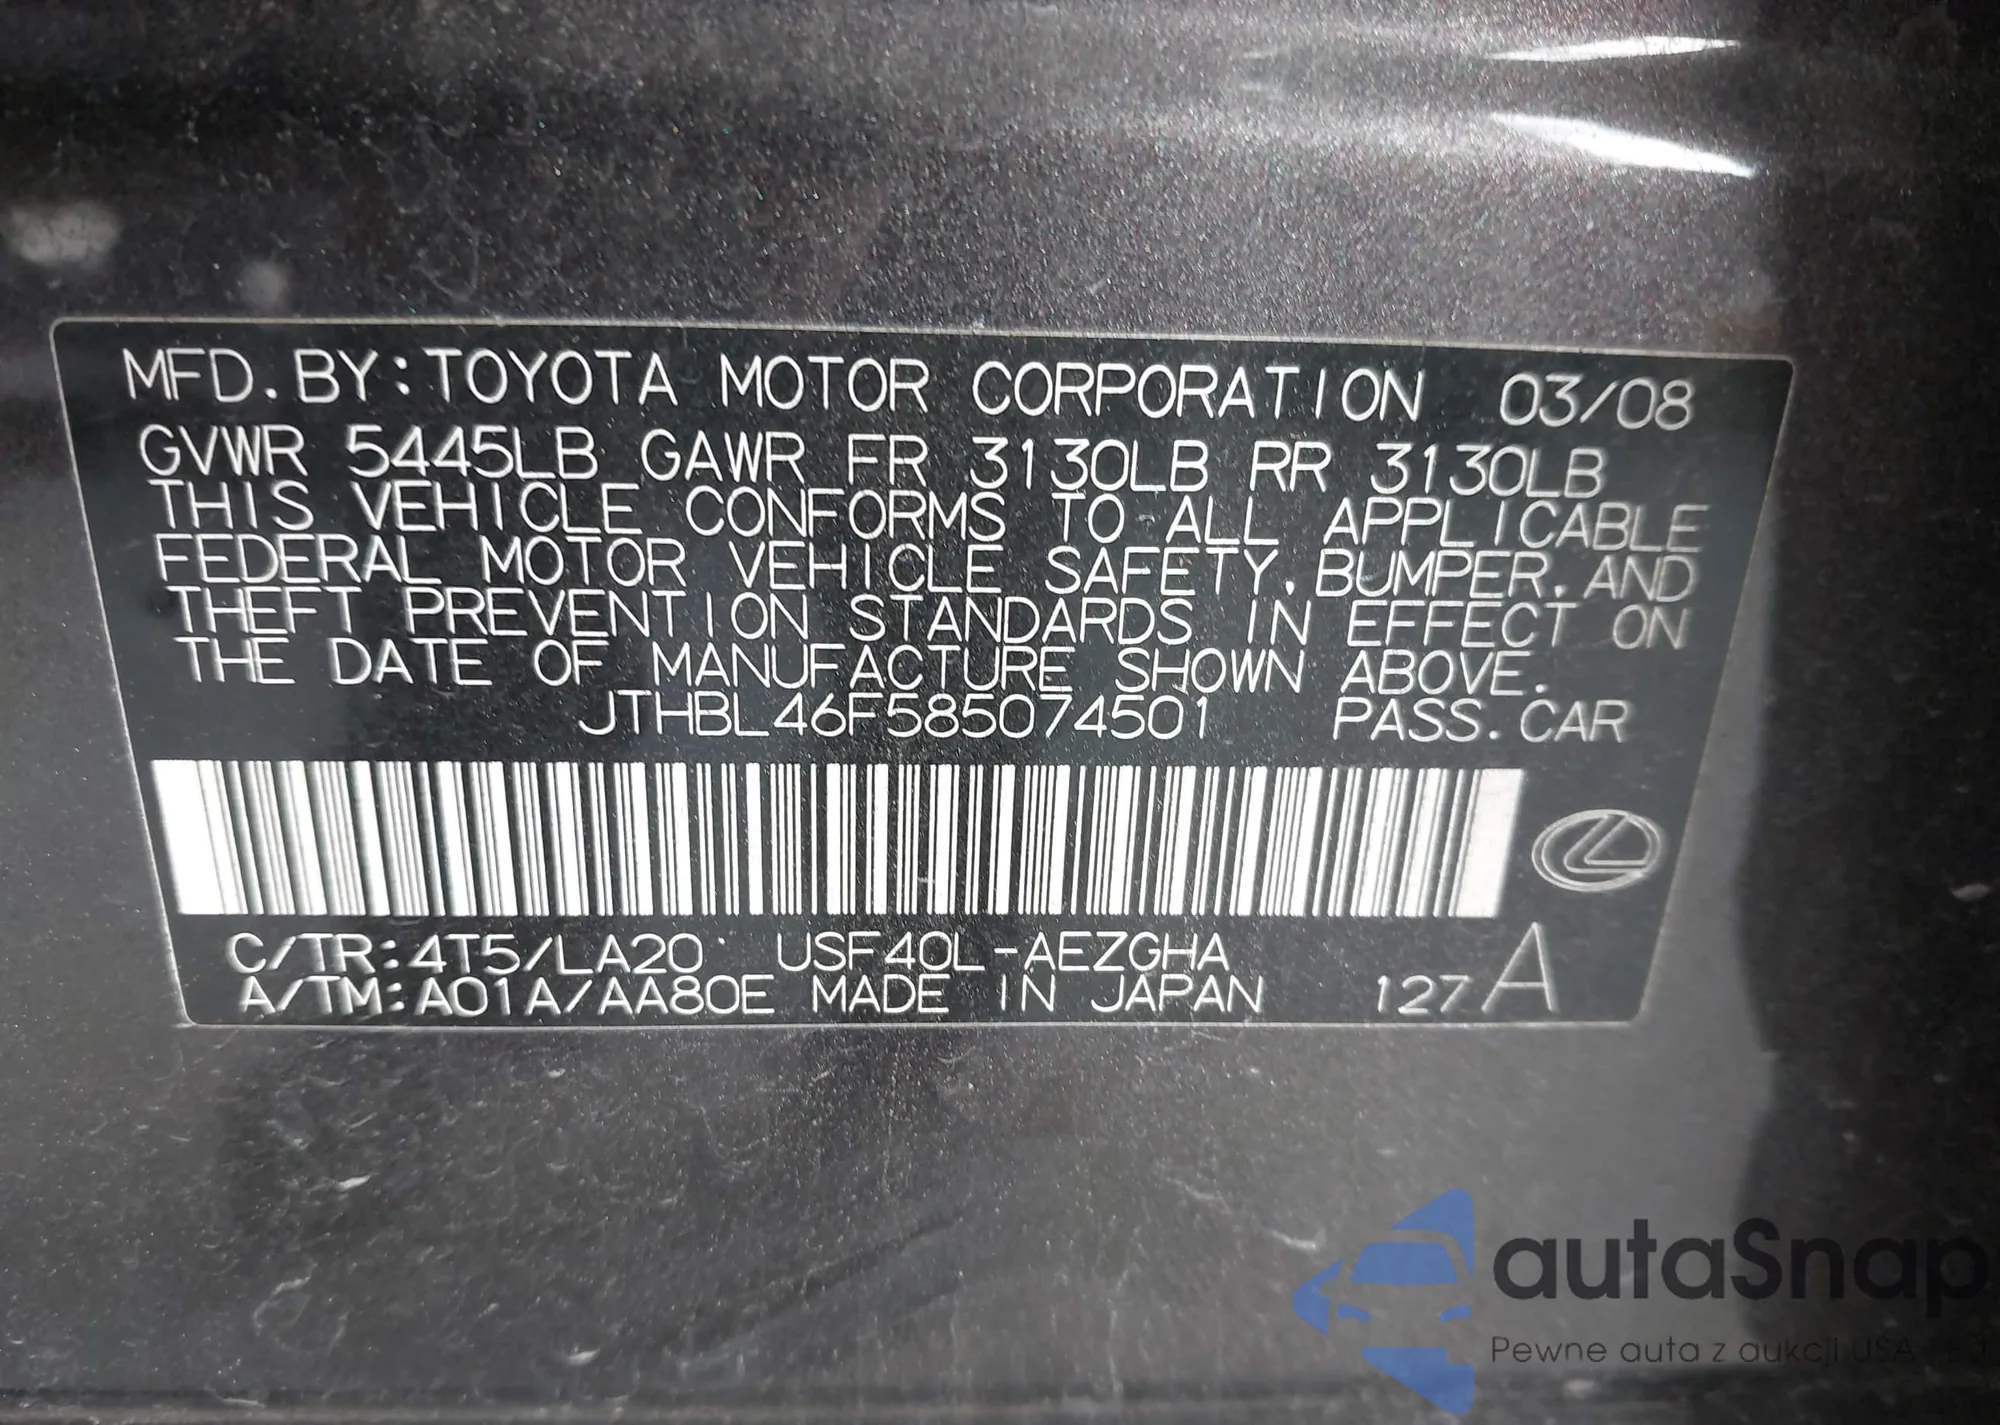 MFD. BY: TOYOTA MOTOR CORPORATION 03/08
GVWR 5445LB GAWR FR 3130LB RR 3130LB
THIS VEHICLE CONFORMS TO ALL APPLICABLE
FEDERAL MOTOR VEHICLE SAFETY, BUMPER, AND
THEFT PREVENTION STANDARDS IN EFFECT ON
THE DATE OF MANUFACTURE SHOWN ABOVE.
JTHBL46F585074501 PASS. CAR
C/TR: 4T5/LA20 USF40L-AEZGHA
A/TM: A01A/AA80E MADE IN JAPAN 127 A
autaSnap
Pewne auta z aukcji USA